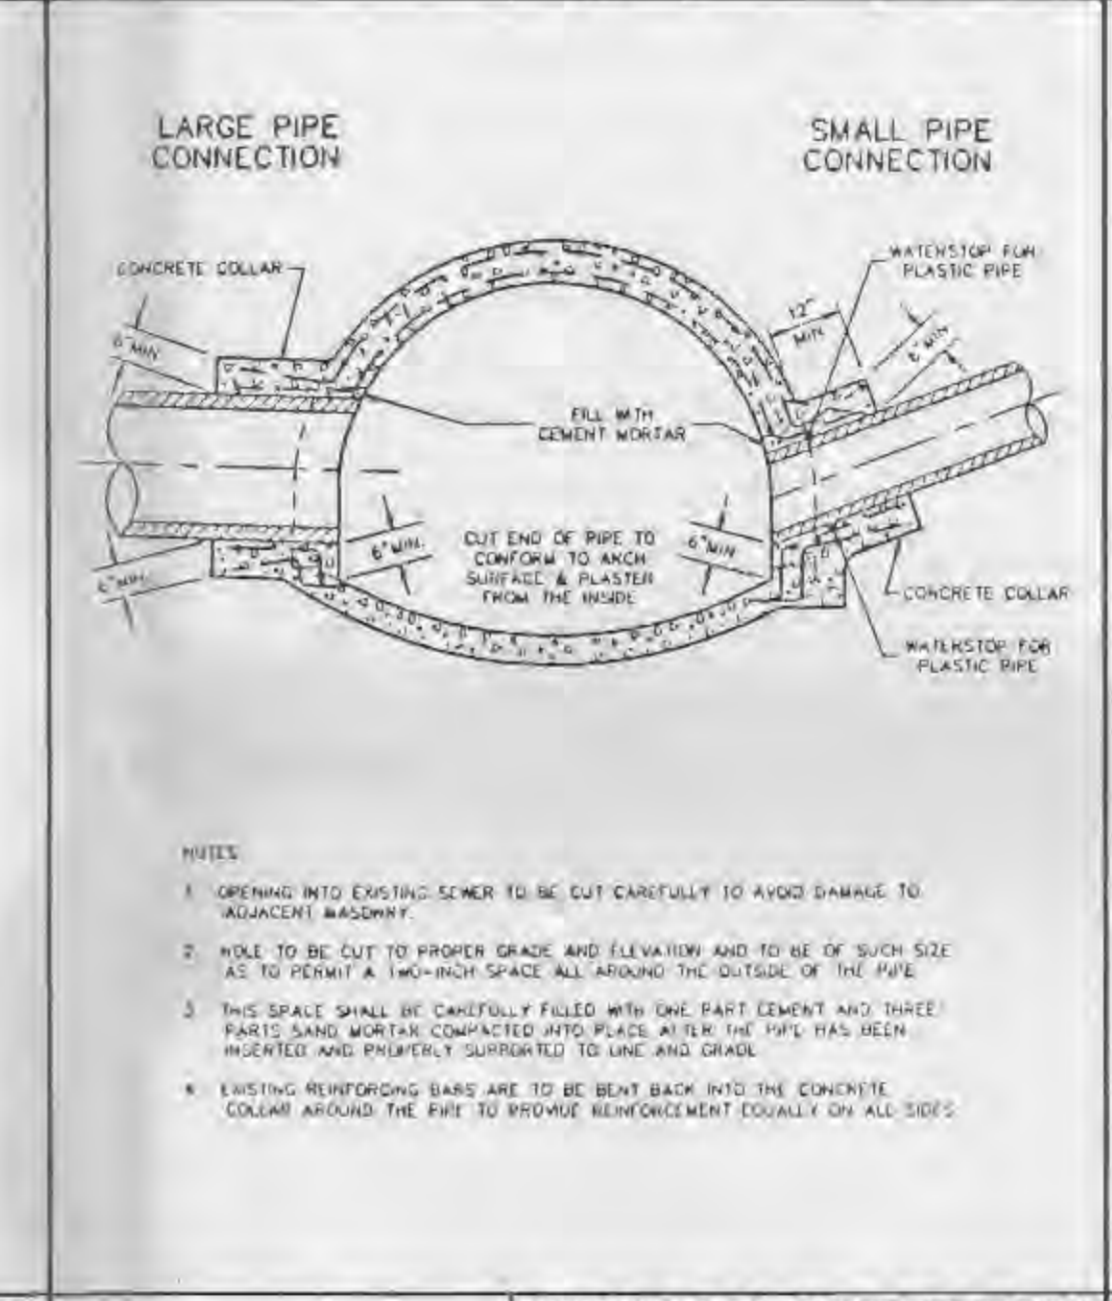 LARGE PIPE
CONNECTION
SMALL PIPE
CONNECTION
CONCRETE COLLAR
WATERSTOP FOR
PLASTIC PIPE
6" MIN
12"
MIN
6" MIN
FILL WITH
CEMENT MORTAR
6" MIN.
6" MIN.
CUT END OF PIPE TO
CONFORM TO ARCH
SURFACE & PLASTER
FROM THE INSIDE
6" MIN
CONCRETE COLLAR
WATERSTOP FOR
PLASTIC PIPE
NOTES
1 OPENING INTO EXISTING SEWER TO BE CUT CAREFULLY TO AVOID DAMAGE TO
ADJACENT MASONRY.
2. HOLE TO BE CUT TO PROPER GRADE AND ELEVATION AND TO BE OF SUCH SIZE
AS TO PERMIT A TWO-INCH SPACE ALL AROUND THE OUTSIDE OF THE PIPE
3 THIS SPACE SHALL BE CAREFULLY FILLED WITH ONE PART CEMENT AND THREE
PARTS SAND MORTAR COMPACTED INTO PLACE AFTER THE PIPE HAS BEEN
INSERTED AND PROPERLY SUPPORTED TO LINE AND GRADE
4 EXISTING REINFORCING BARS ARE TO BE BENT BACK INTO THE CONCRETE
COLLAR AROUND THE PIPE TO PROVIDE REINFORCEMENT EQUALLY ON ALL SIDES